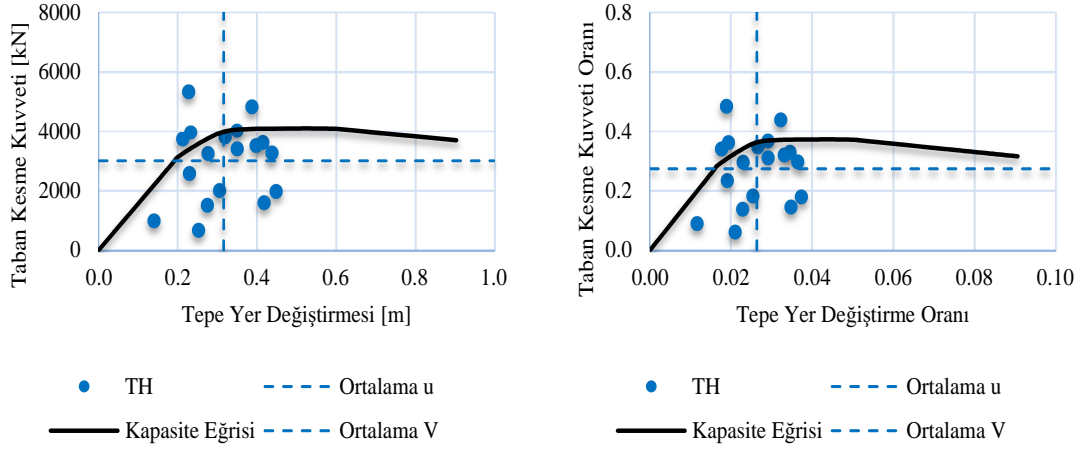 Taban Kesme Kuvveti [kN]
8000
6000
4000
2000
0
0.0 0.2 0.4 0.6 0.8 1.0
Tepe Yer Değiştirmesi [m]
TH
Ortalama u
Kapasite Eğrisi
Ortalama V
Taban Kesme Kuvveti Oranı
0.8
0.6
0.4
0.2
0.0
0.00 0.02 0.04 0.06 0.08 0.10
Tepe Yer Değiştirme Oranı
TH
Ortalama u
Kapasite Eğrisi
Ortalama V